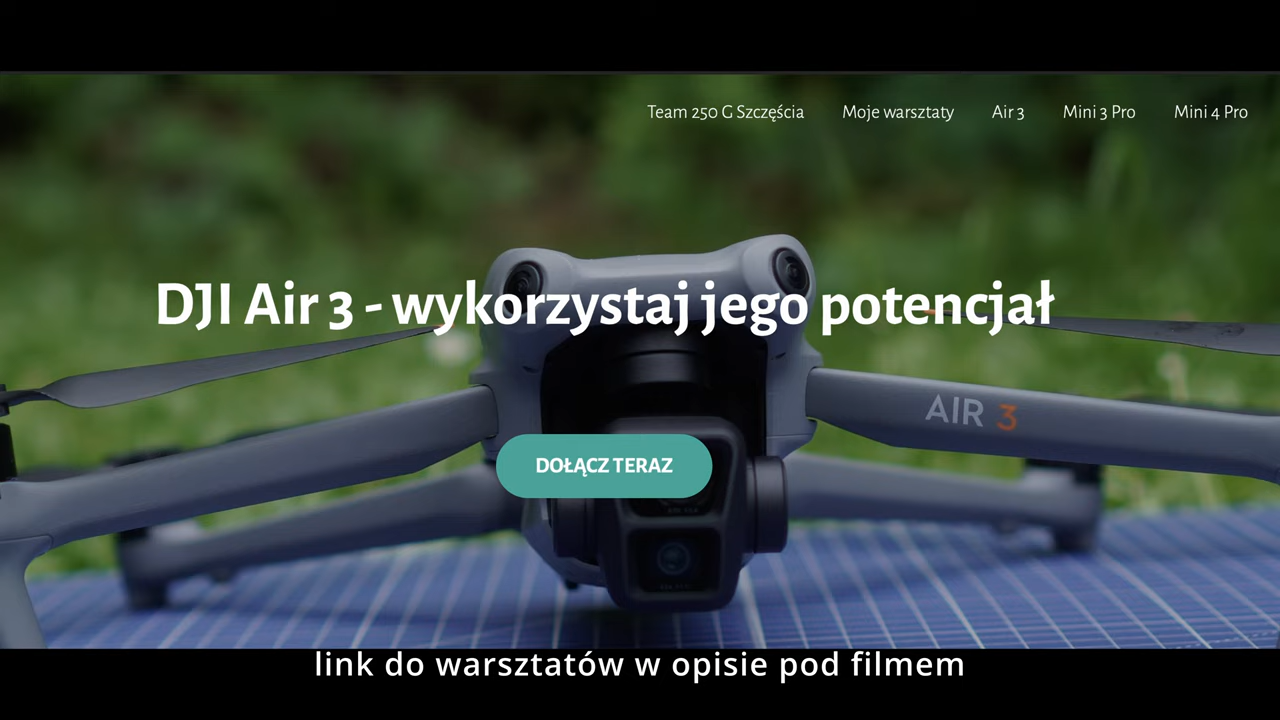 Team 250 G Szczęścia Moje warsztaty Air 3 Mini 3 Pro Mini 4 Pro
DJI Air 3 - wykorzystaj jego potencjał
AIR 3
DOŁĄCZ TERAZ
link do warsztatów w opisie pod filmem